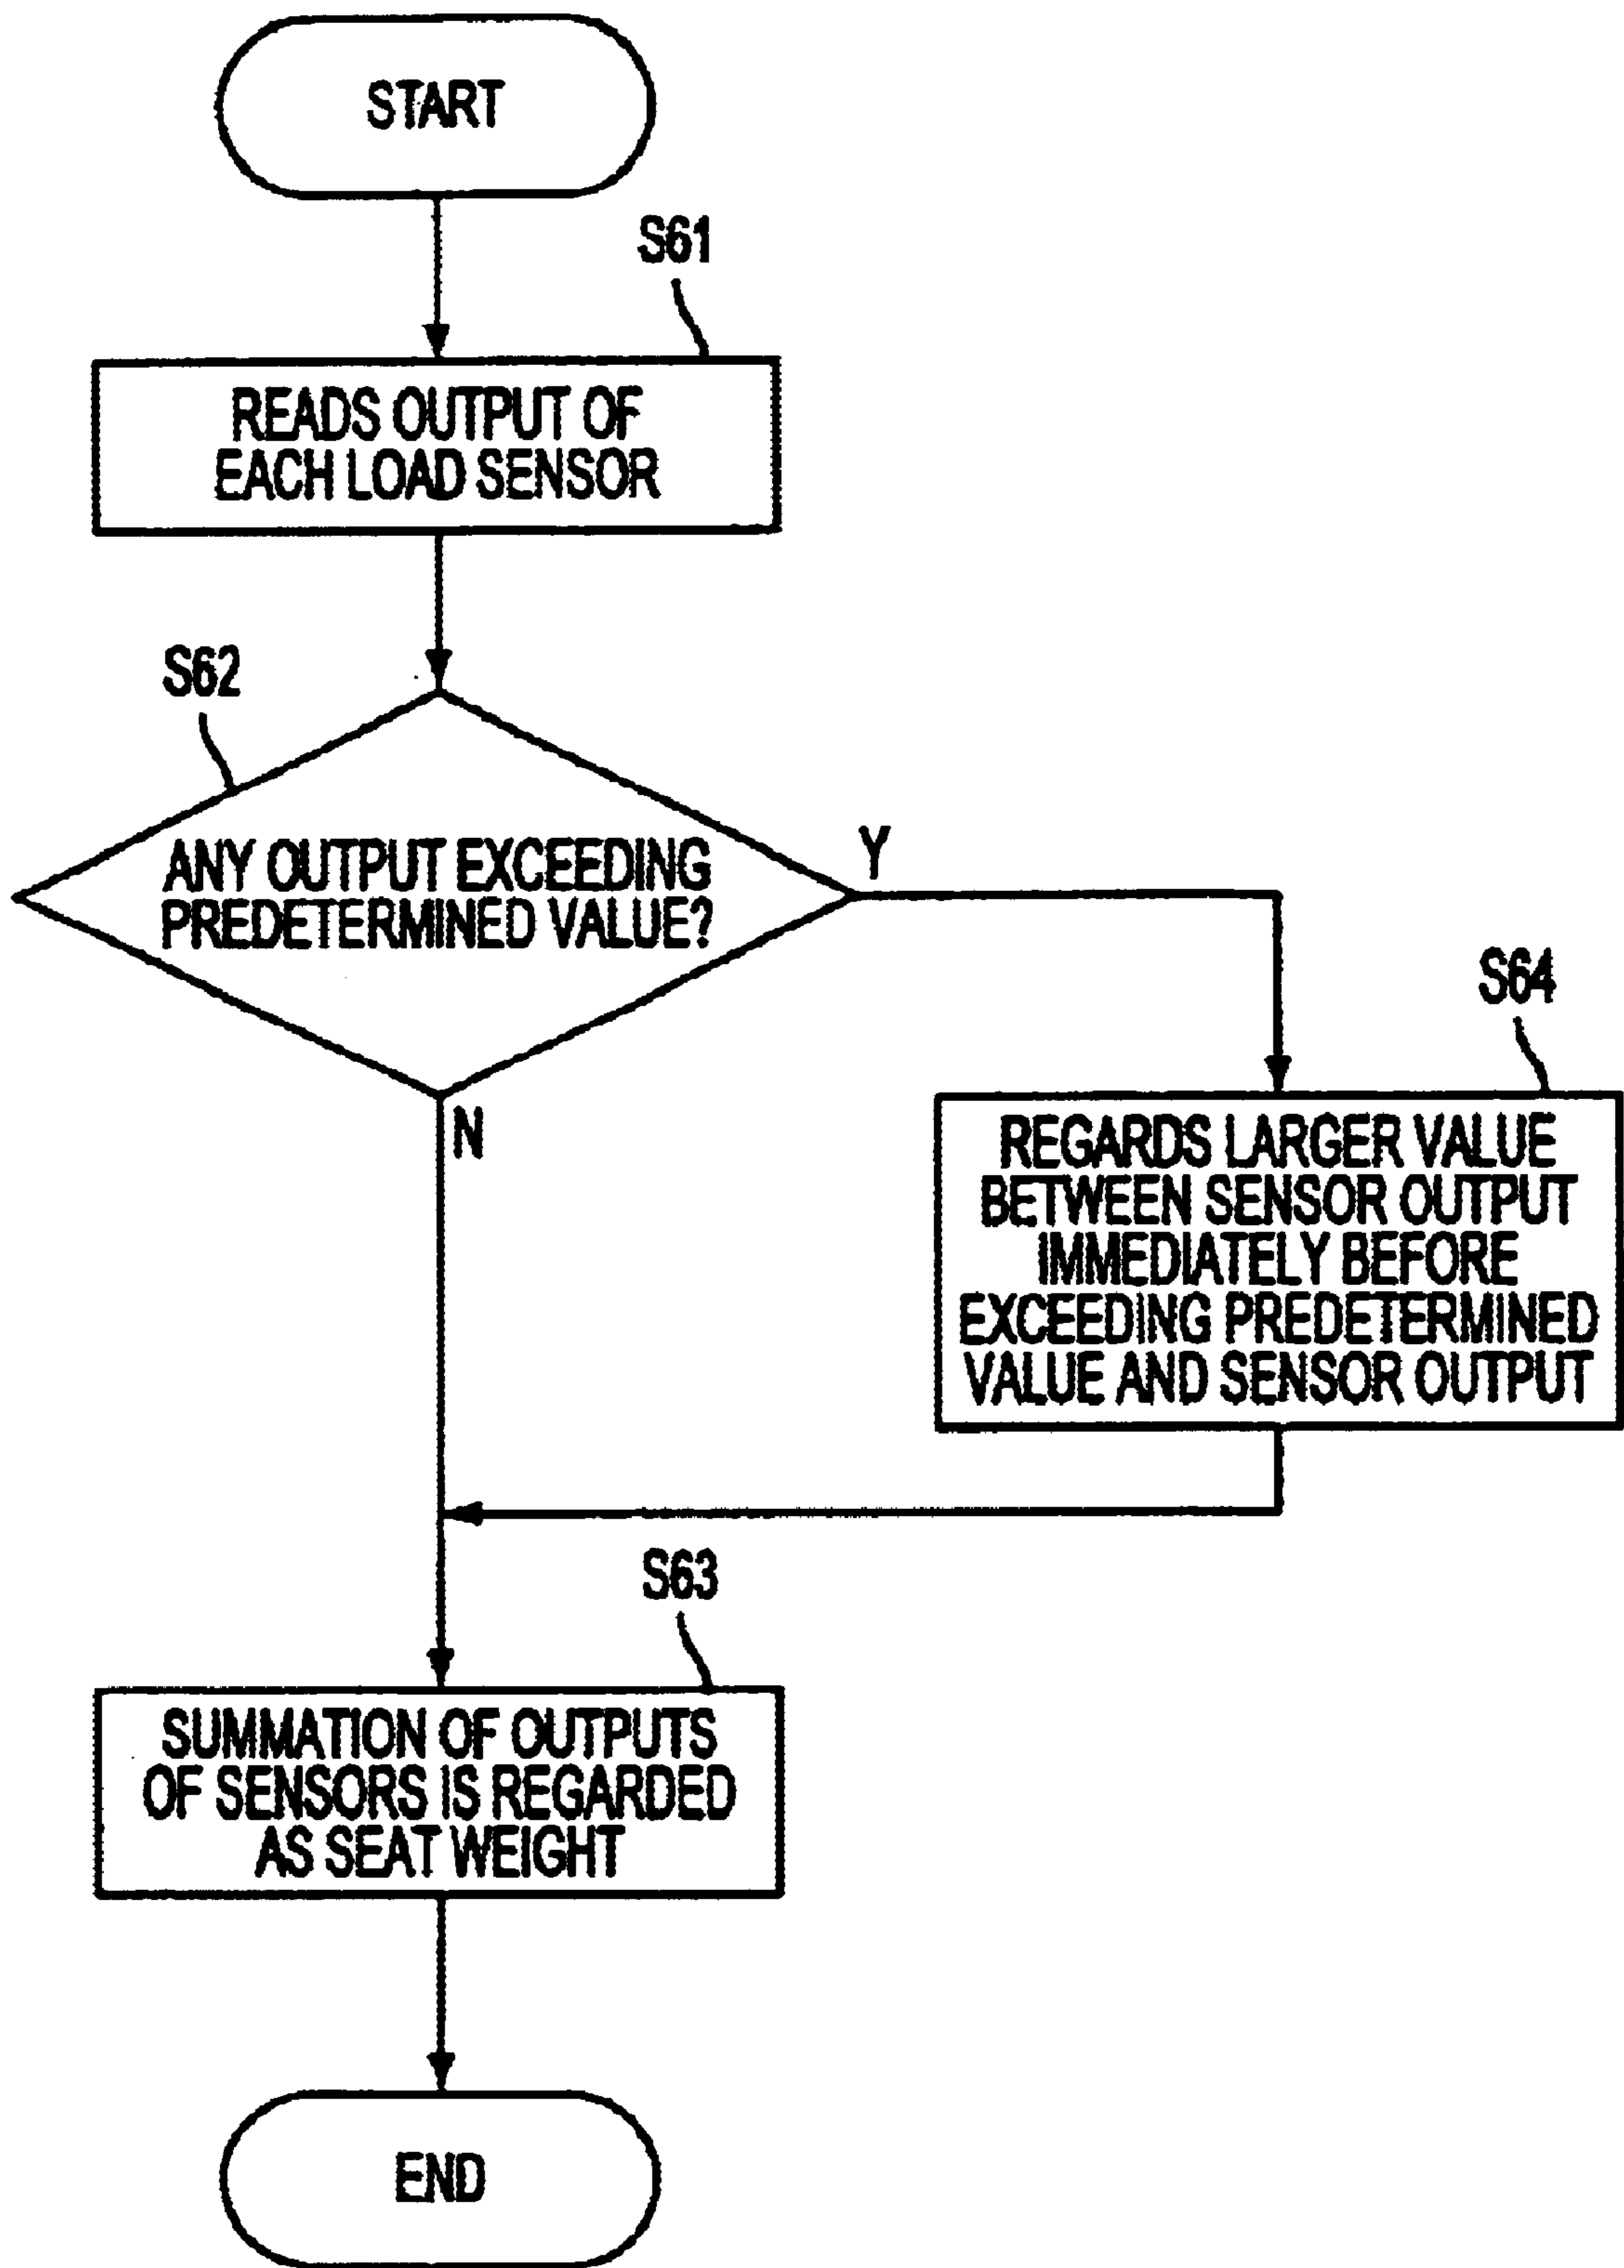 START
S61
READS OUTPUT OF
EACH LOAD SENSOR
S62
ANY OUTPUT EXCEEDING
PREDETERMINED VALUE?
Y
N
S64
REGARDS LARGER VALUE
BETWEEN SENSOR OUTPUT
IMMEDIATELY BEFORE
EXCEEDING PREDETERMINED
VALUE AND SENSOR OUTPUT
S63
SUMMATION OF OUTPUTS
OF SENSORS IS REGARDED
AS SEAT WEIGHT
END